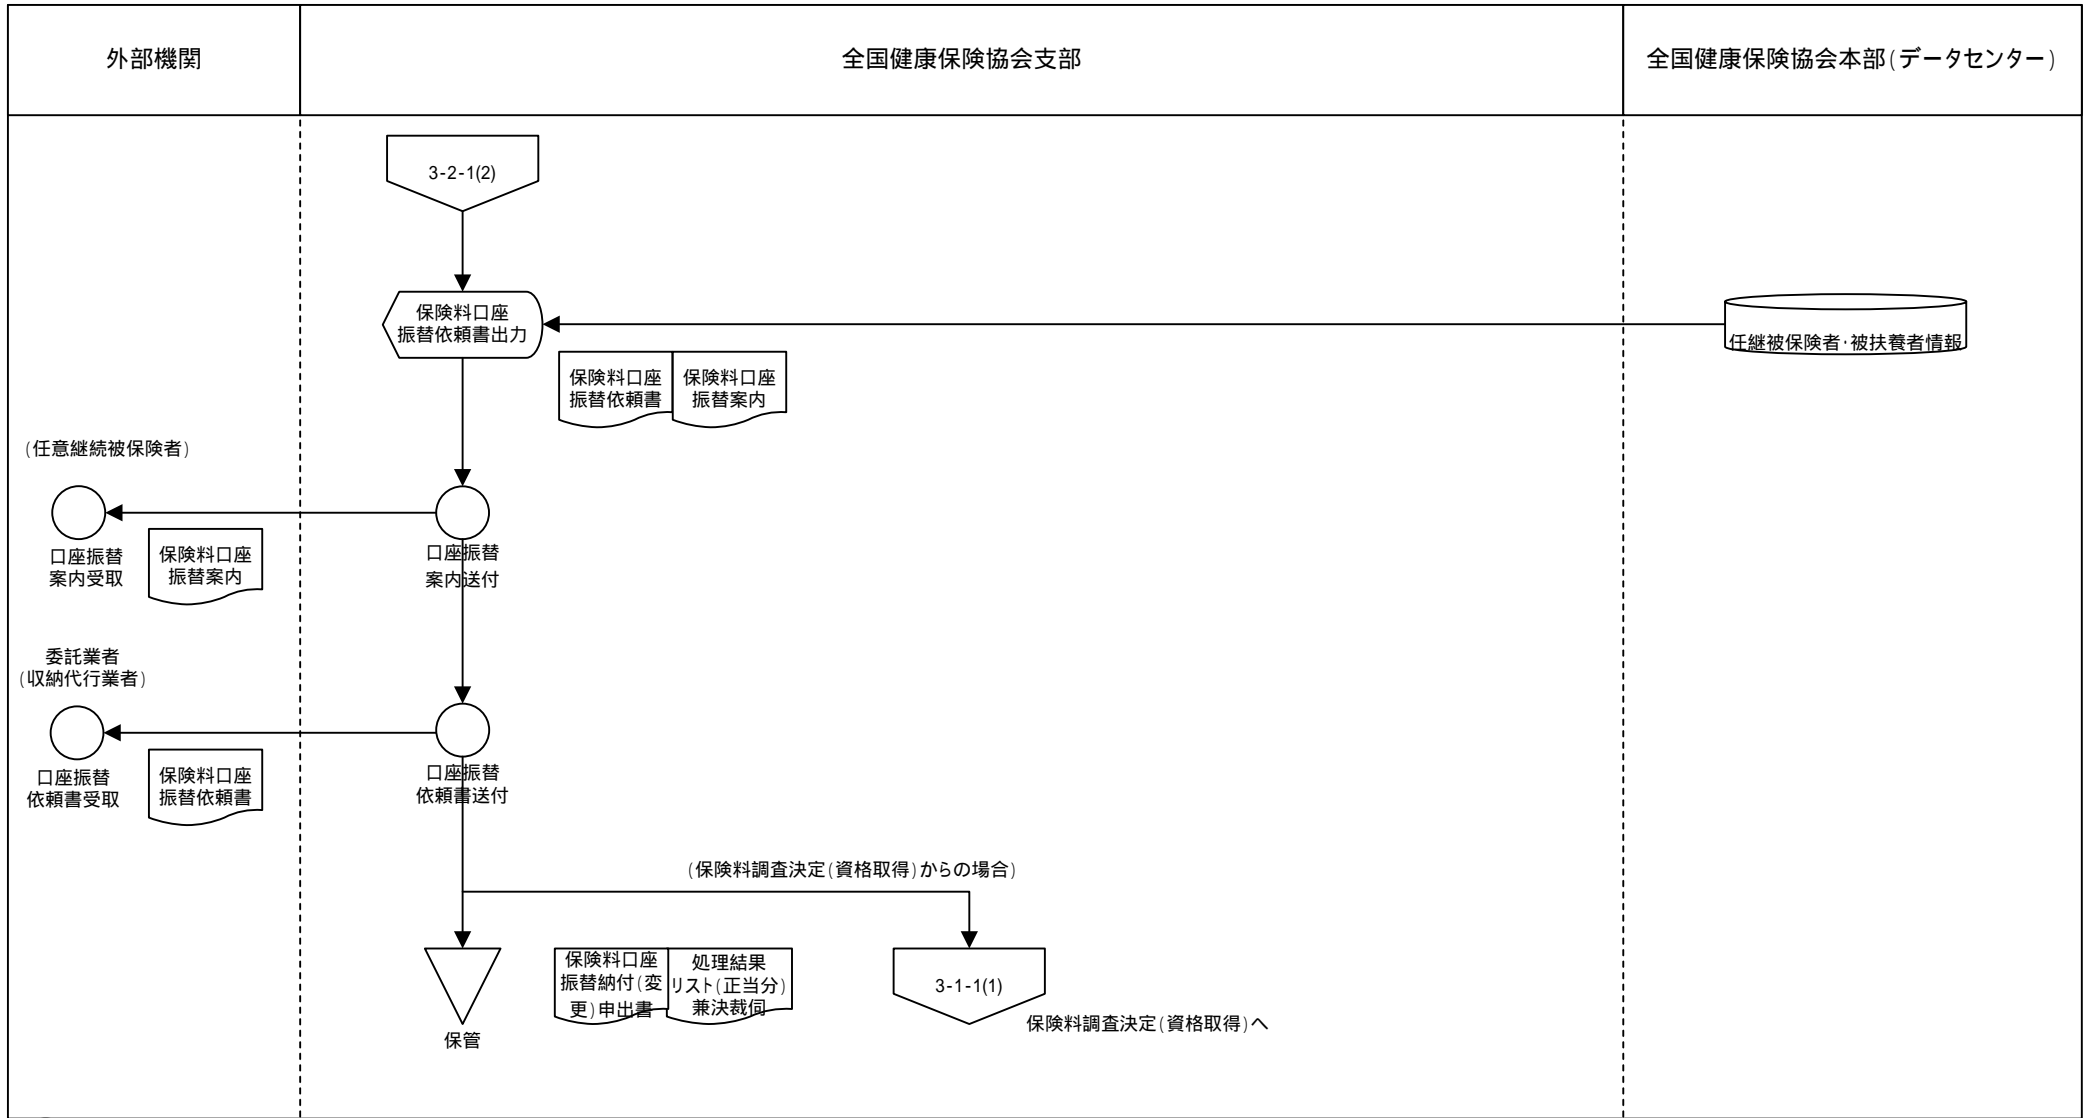 外部機関
全国健康保険協会支部
全国健康保険協会本部(データセンター)
3-2-1(2)
保険料口座
振替依頼書出力
任継被保険者・被扶養者情報
保険料口座
振替依頼書
保険料口座
振替案内
(任意継続被保険者)
口座振替
案内受取
保険料口座
振替案内
口座振替
案内送付
委託業者
(収納代行業者)
口座振替
依頼書受取
保険料口座
振替依頼書
口座振替
依頼書送付
(保険料調査決定(資格取得)からの場合)
保管
保険料口座
振替納付(変
更)申出書
処理結果
リスト(正当分)
兼決裁伺
3-1-1(1)
保険料調査決定(資格取得)へ